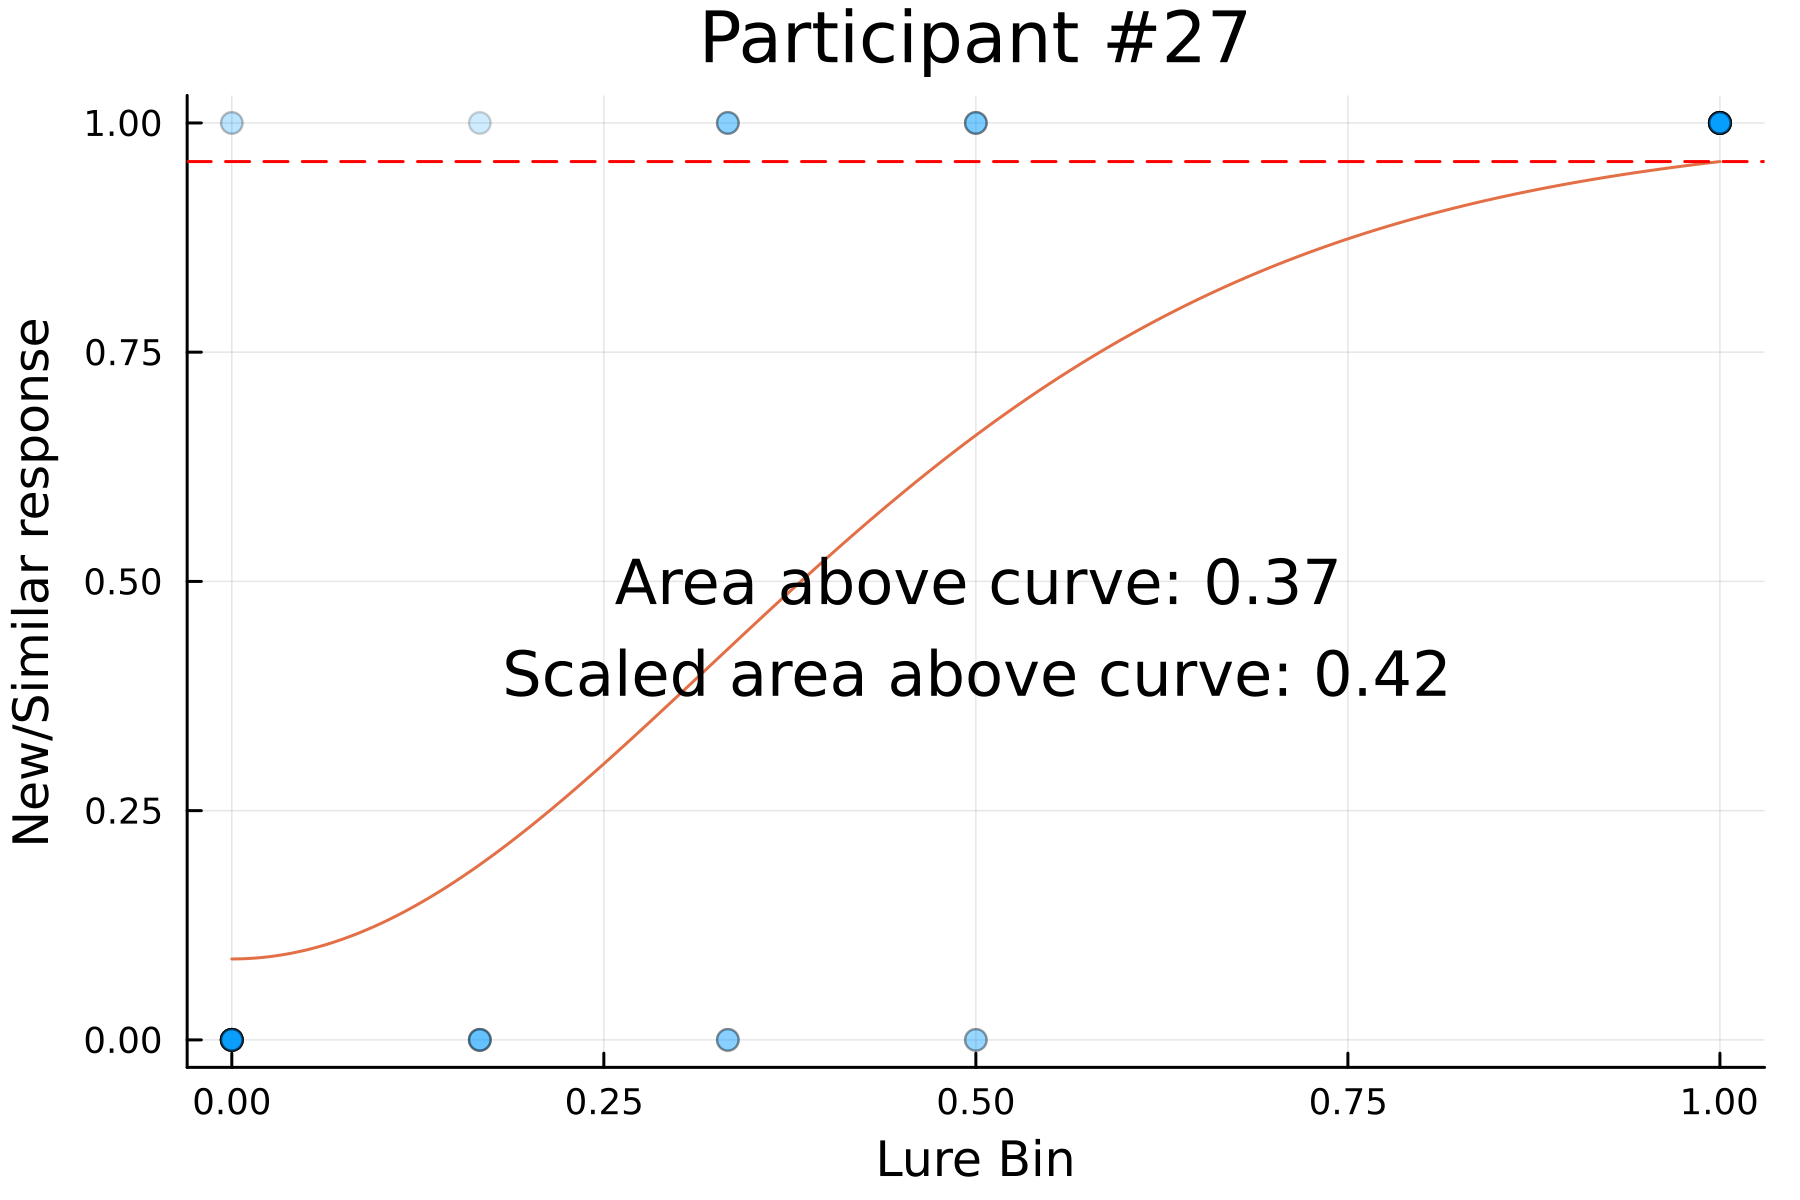 Participant #27
1.00
0.75
0.50
0.25
0.00
New/Similar response
Area above curve: 0.37
Scaled area above curve: 0.42
0.00 0.25 0.50 0.75 1.00
Lure Bin